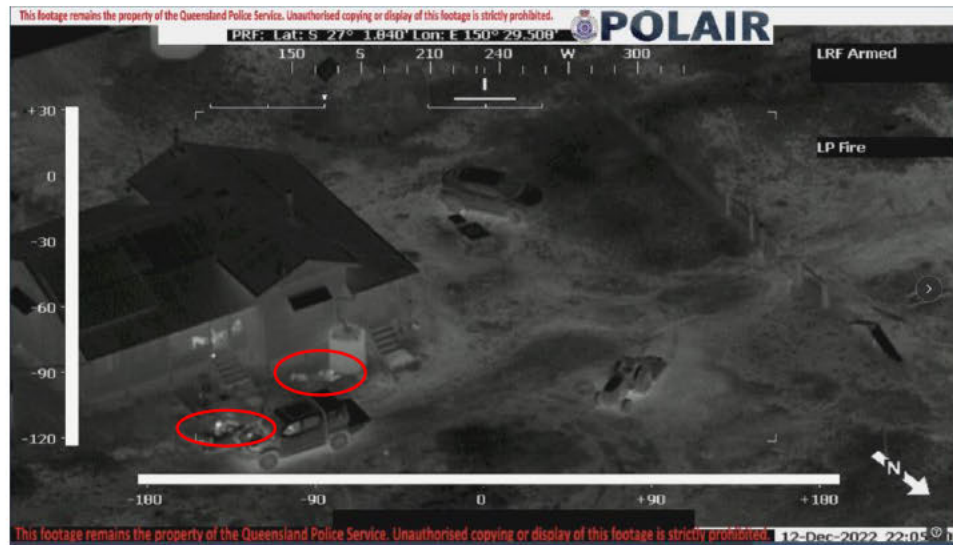 This footage remains the property of the Queensland Police Service. Unauthorised copying or display of this footage is strictly prohibited.
POLAIR
PRF: Lat: S 27° 1.840' Lon: E 150° 29.508'
150 S 210 240 W 300
LRF Armed
LP Fire
+30
0
-30
-60
-90
-120
N
-180 -90 0 +90 +180
This footage remains the property of the Queensland Police Service. Unauthorised copying or display of this footage is strictly prohibited.
12-Dec-2022 22:05